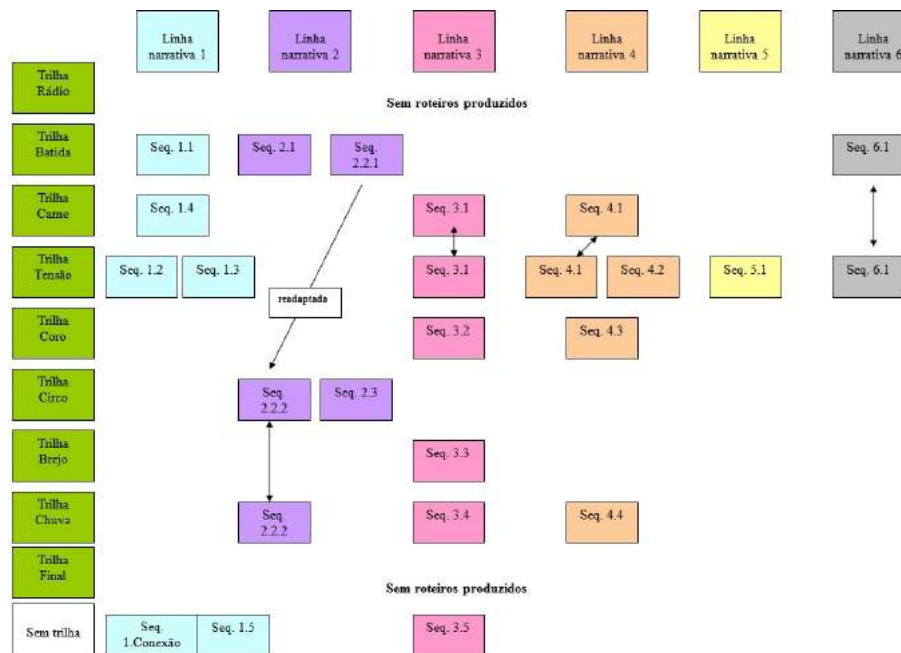 Linha
narrativa 1
Linha
narrativa 2
Linha
narrativa 3
Linha
narrativa 4
Linha
narrativa 5
Linha
narrativa 6
Trilha
Rádio
Sem roteiros produzidos
Trilha
Batida
Seq. 1.1
Seq. 2.1
Seq.
2.2.1
Seq. 6.1
Trilha
Carne
Seq. 1.4
Seq. 3.1
Seq. 4.1
Trilha
Tensão
Seq. 1.2
Seq. 1.3
Seq. 3.1
Seq. 4.1
Seq. 4.2
Seq. 5.1
Seq. 6.1
readaptada
Trilha
Coro
Seq. 3.2
Seq. 4.3
Trilha
Circo
Seq.
2.2.2
Seq. 2.3
Trilha
Brejo
Seq. 3.3
Trilha
Chuva
Seq.
2.2.2
Seq. 3.4
Seq. 4.4
Trilha
Final
Sem roteiros produzidos
Sem trilha
Seq.
1.Conexão
Seq. 1.5
Seq. 3.5